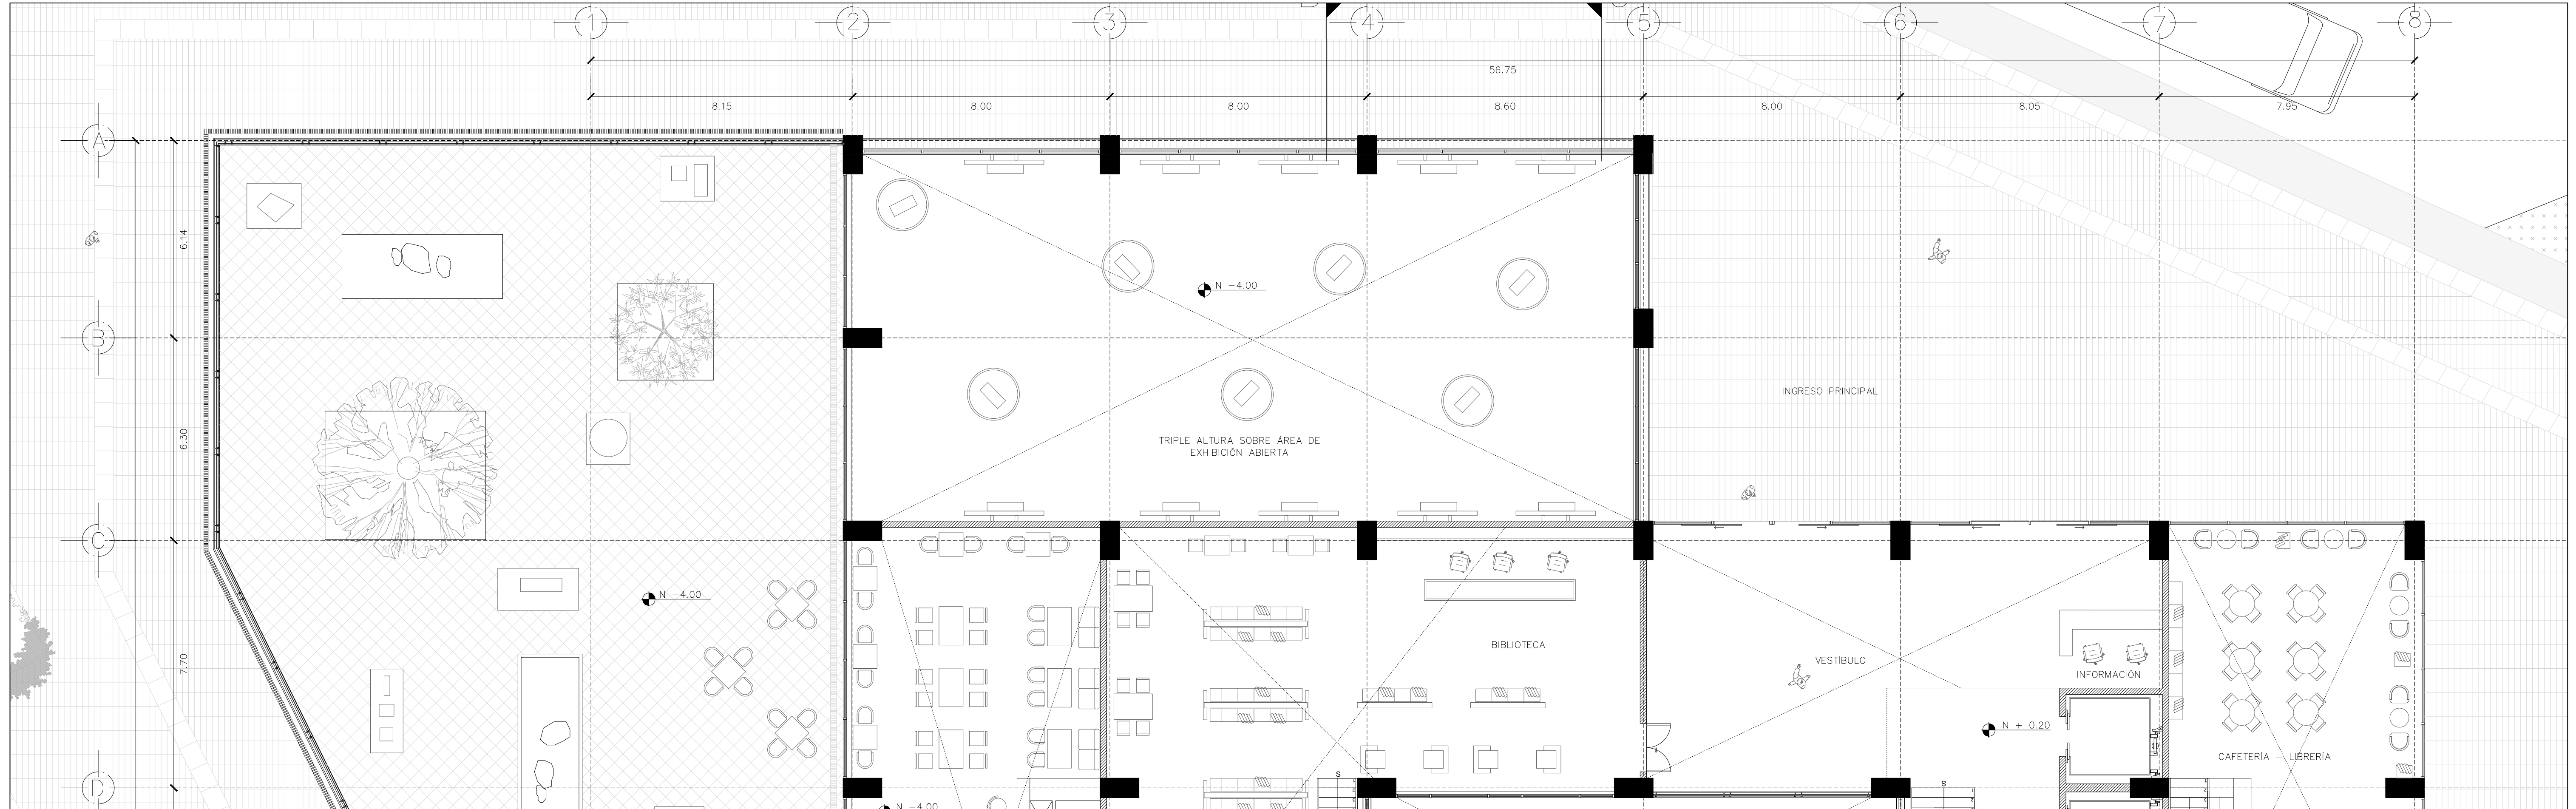 1 2 3 4 5 6 7 8
56.75
8.15 8.00 8.00 8.60 8.00 8.05 7.95
A
6.14
N -4.00
B
INGRESO PRINCIPAL
6.30
TRIPLE ALTURA SOBRE ÁREA DE
EXHIBICIÓN ABIERTA
C
N -4.00
BIBLIOTECA
VESTÍBULO
7.70
INFORMACIÓN
N + 0.20
CAFETERÍA - LIBRERÍA
S
S
D
N -4.00